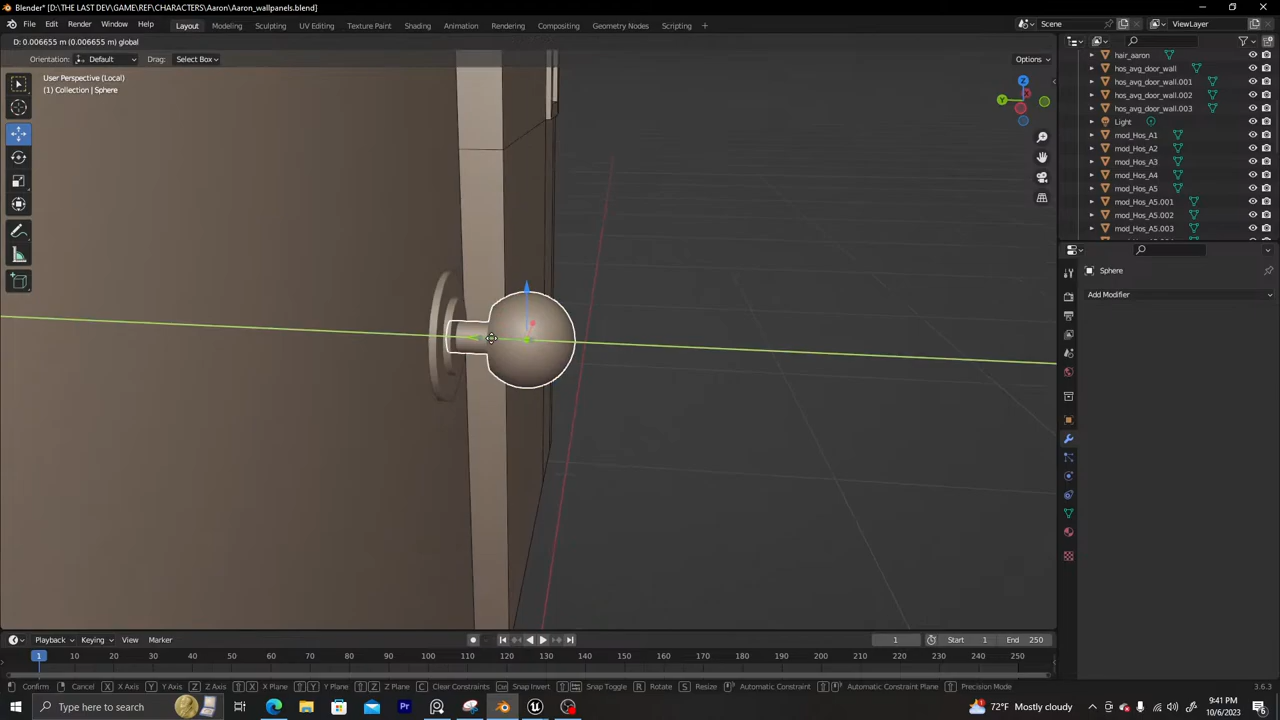 Blender* [D:\THE LAST DEV\GAME\REF\CHARACTERS\Aaron\Aaron_wallpanels.blend]
File Edit Render Window Help Layout Modeling Sculpting UV Editing Texture Paint Shading Animation Rendering Compositing Geometry Nodes Scripting Scene ViewLayer
D: 0.006655 m (0.006655 m) global
Orientation: Default Drag: Select Box Options
User Perspective (Local)
(1) Collection | Sphere
Z
Y
hair_aaron
hos_avg_door_wall
hos_avg_door_wall.001
hos_avg_door_wall.002
hos_avg_door_wall.003
Light
mod_Hos_A1
mod_Hos_A2
mod_Hos_A3
mod_Hos_A4
mod_Hos_A5
mod_Hos_A5.001
mod_Hos_A5.002
mod_Hos_A5.003
Sphere
Add Modifier
Playback Keying View Marker 1 Start 1 End 250
1 10 20 30 40 50 60 70 80 90 100 110 120 130 140 150 160 170 180 190 200 210 220 230 240 250
Confirm Cancel X X Axis Y Y Axis Z Z Axis X X Plane Y Y Plane Z Z Plane C Clear Constraints Snap Invert Snap Toggle R Rotate S Resize Automatic Constraint Automatic Constraint Plane Precision Mode 3.6.3
Type here to search Pr 72°F Mostly cloudy 9:41 PM
10/6/2023